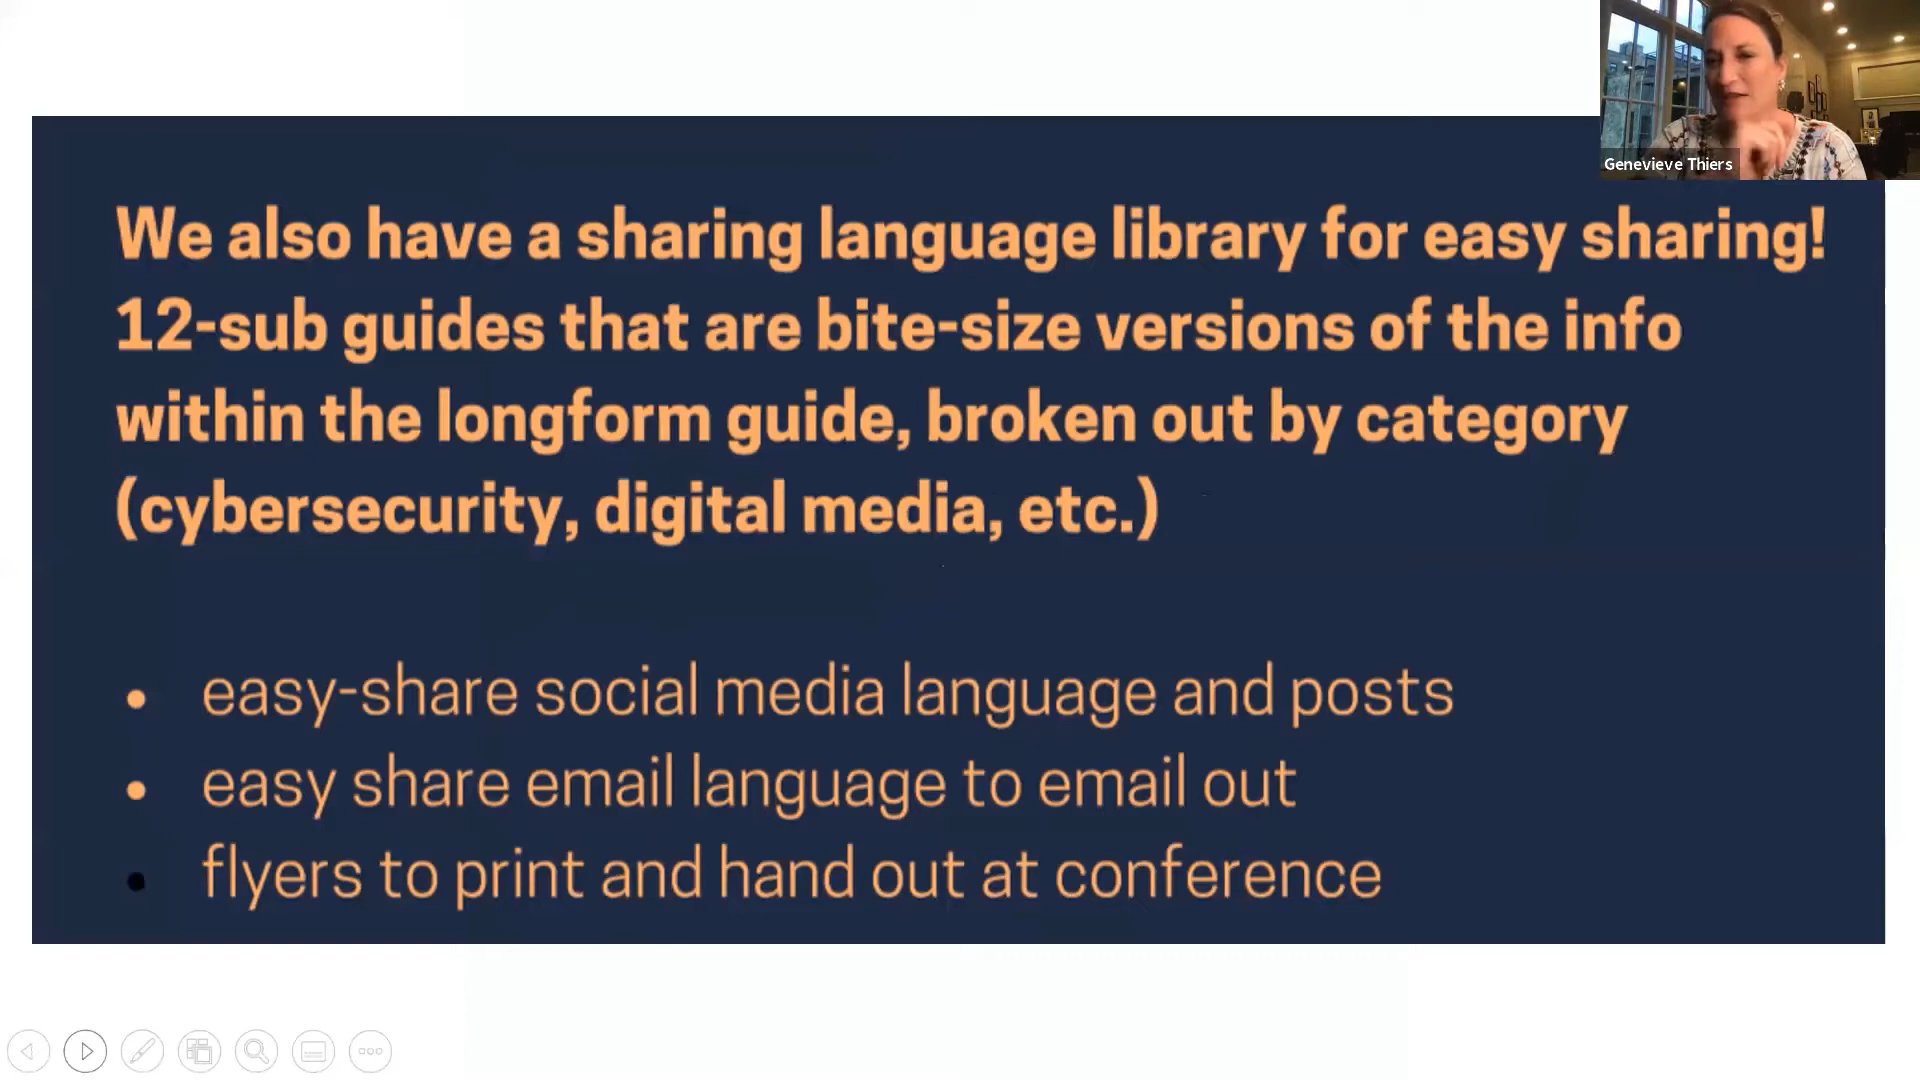 Genevieve Thiers
We also have a sharing language library for easy sharing!
12-sub guides that are bite-size versions of the info
within the longform guide, broken out by category
(cybersecurity, digital media, etc.)
• easy-share social media language and posts
• easy share email language to email out
• flyers to print and hand out at conference